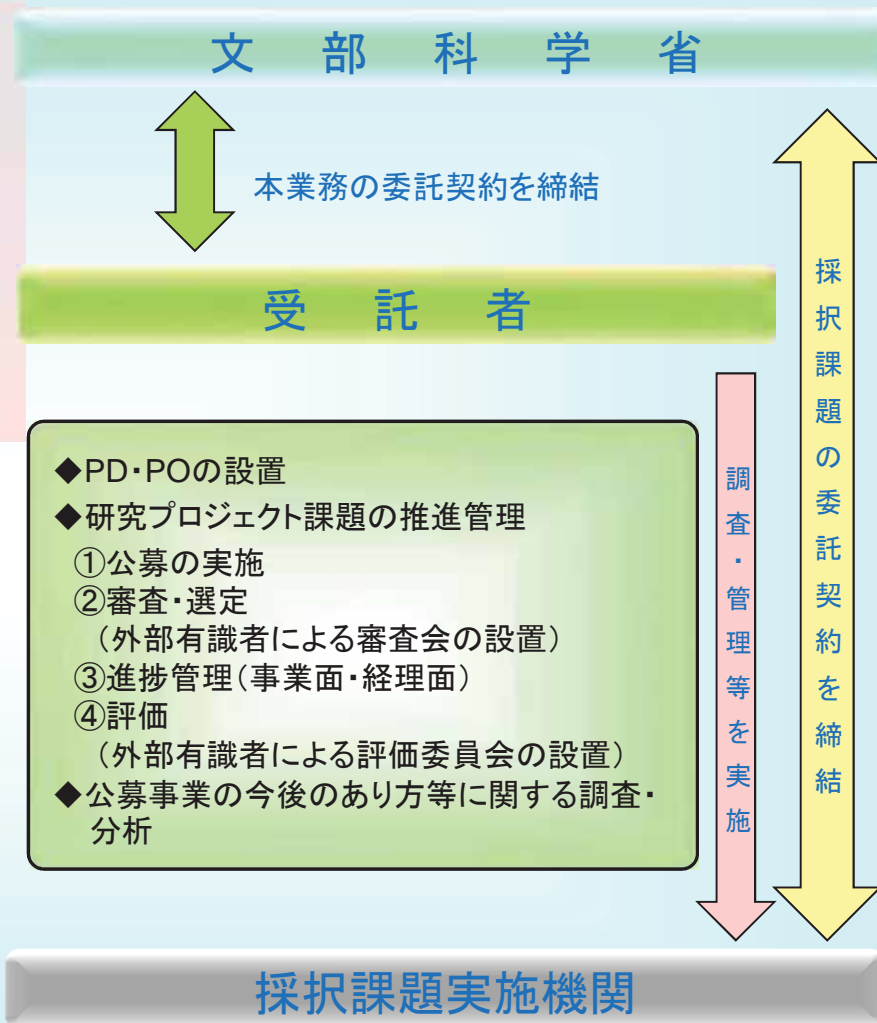 文部科学省
本業務の委託契約を締結
受託者
◆PD・POの設置
◆研究プロジェクト課題の推進管理
①公募の実施
②審査・選定
（外部有識者による審査会の設置）
③進捗管理（事業面・経理面）
④評価
（外部有識者による評価委員会の設置）
◆公募事業の今後のあり方等に関する調査・
分析
調査・管理等を実施
採択課題の委託契約を締結
採択課題実施機関